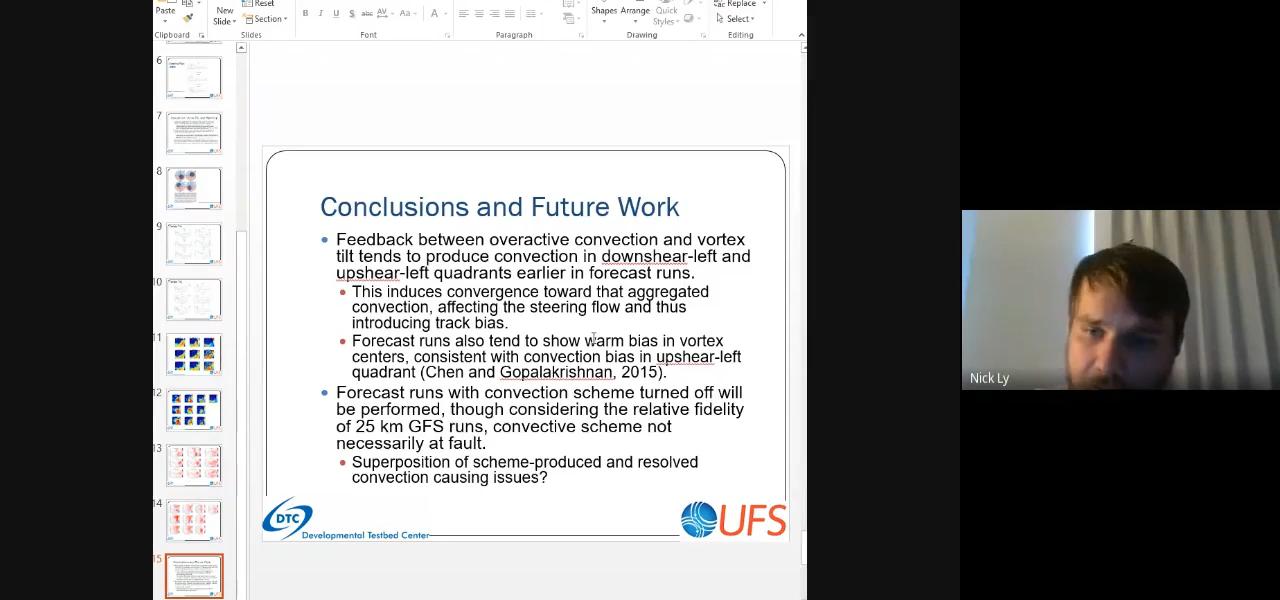 Reset
Replace
Paste
New
Slide
Section
B I U S abc AV Aa A
Shapes
Arrange
Quick
Styles
Select
Clipboard
Slides
Font
Paragraph
Drawing
Editing
6
7
8
9
10
11
12
13
14
15
Conclusions and Future Work
Feedback between overactive convection and vortex
tilt tends to produce convection in downshear-left and
upshear-left quadrants earlier in forecast runs.
This induces convergence toward that aggregated
convection, affecting the steering flow and thus
introducing track bias.
Forecast runs also tend to show warm bias in vortex
centers, consistent with convection bias in upshear-left
quadrant (Chen and Gopalakrishnan, 2015).
Forecast runs with convection scheme turned off will
be performed, though considering the relative fidelity
of 25 km GFS runs, convective scheme not
necessarily at fault.
Superposition of scheme-produced and resolved
convection causing issues?
DTC
Developmental Testbed Center
UFS
Nick Ly